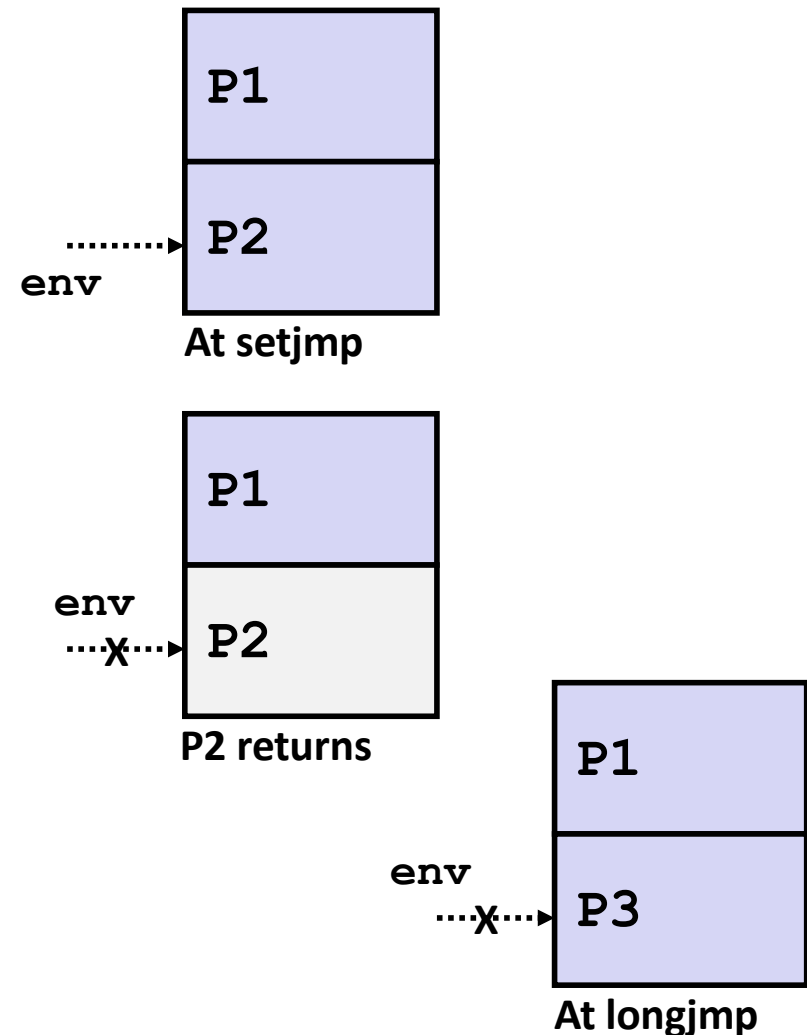 P1
P2
env
At setjmp
P1
env
X
P2
P2 returns
P1
env
X
P3
At longjmp